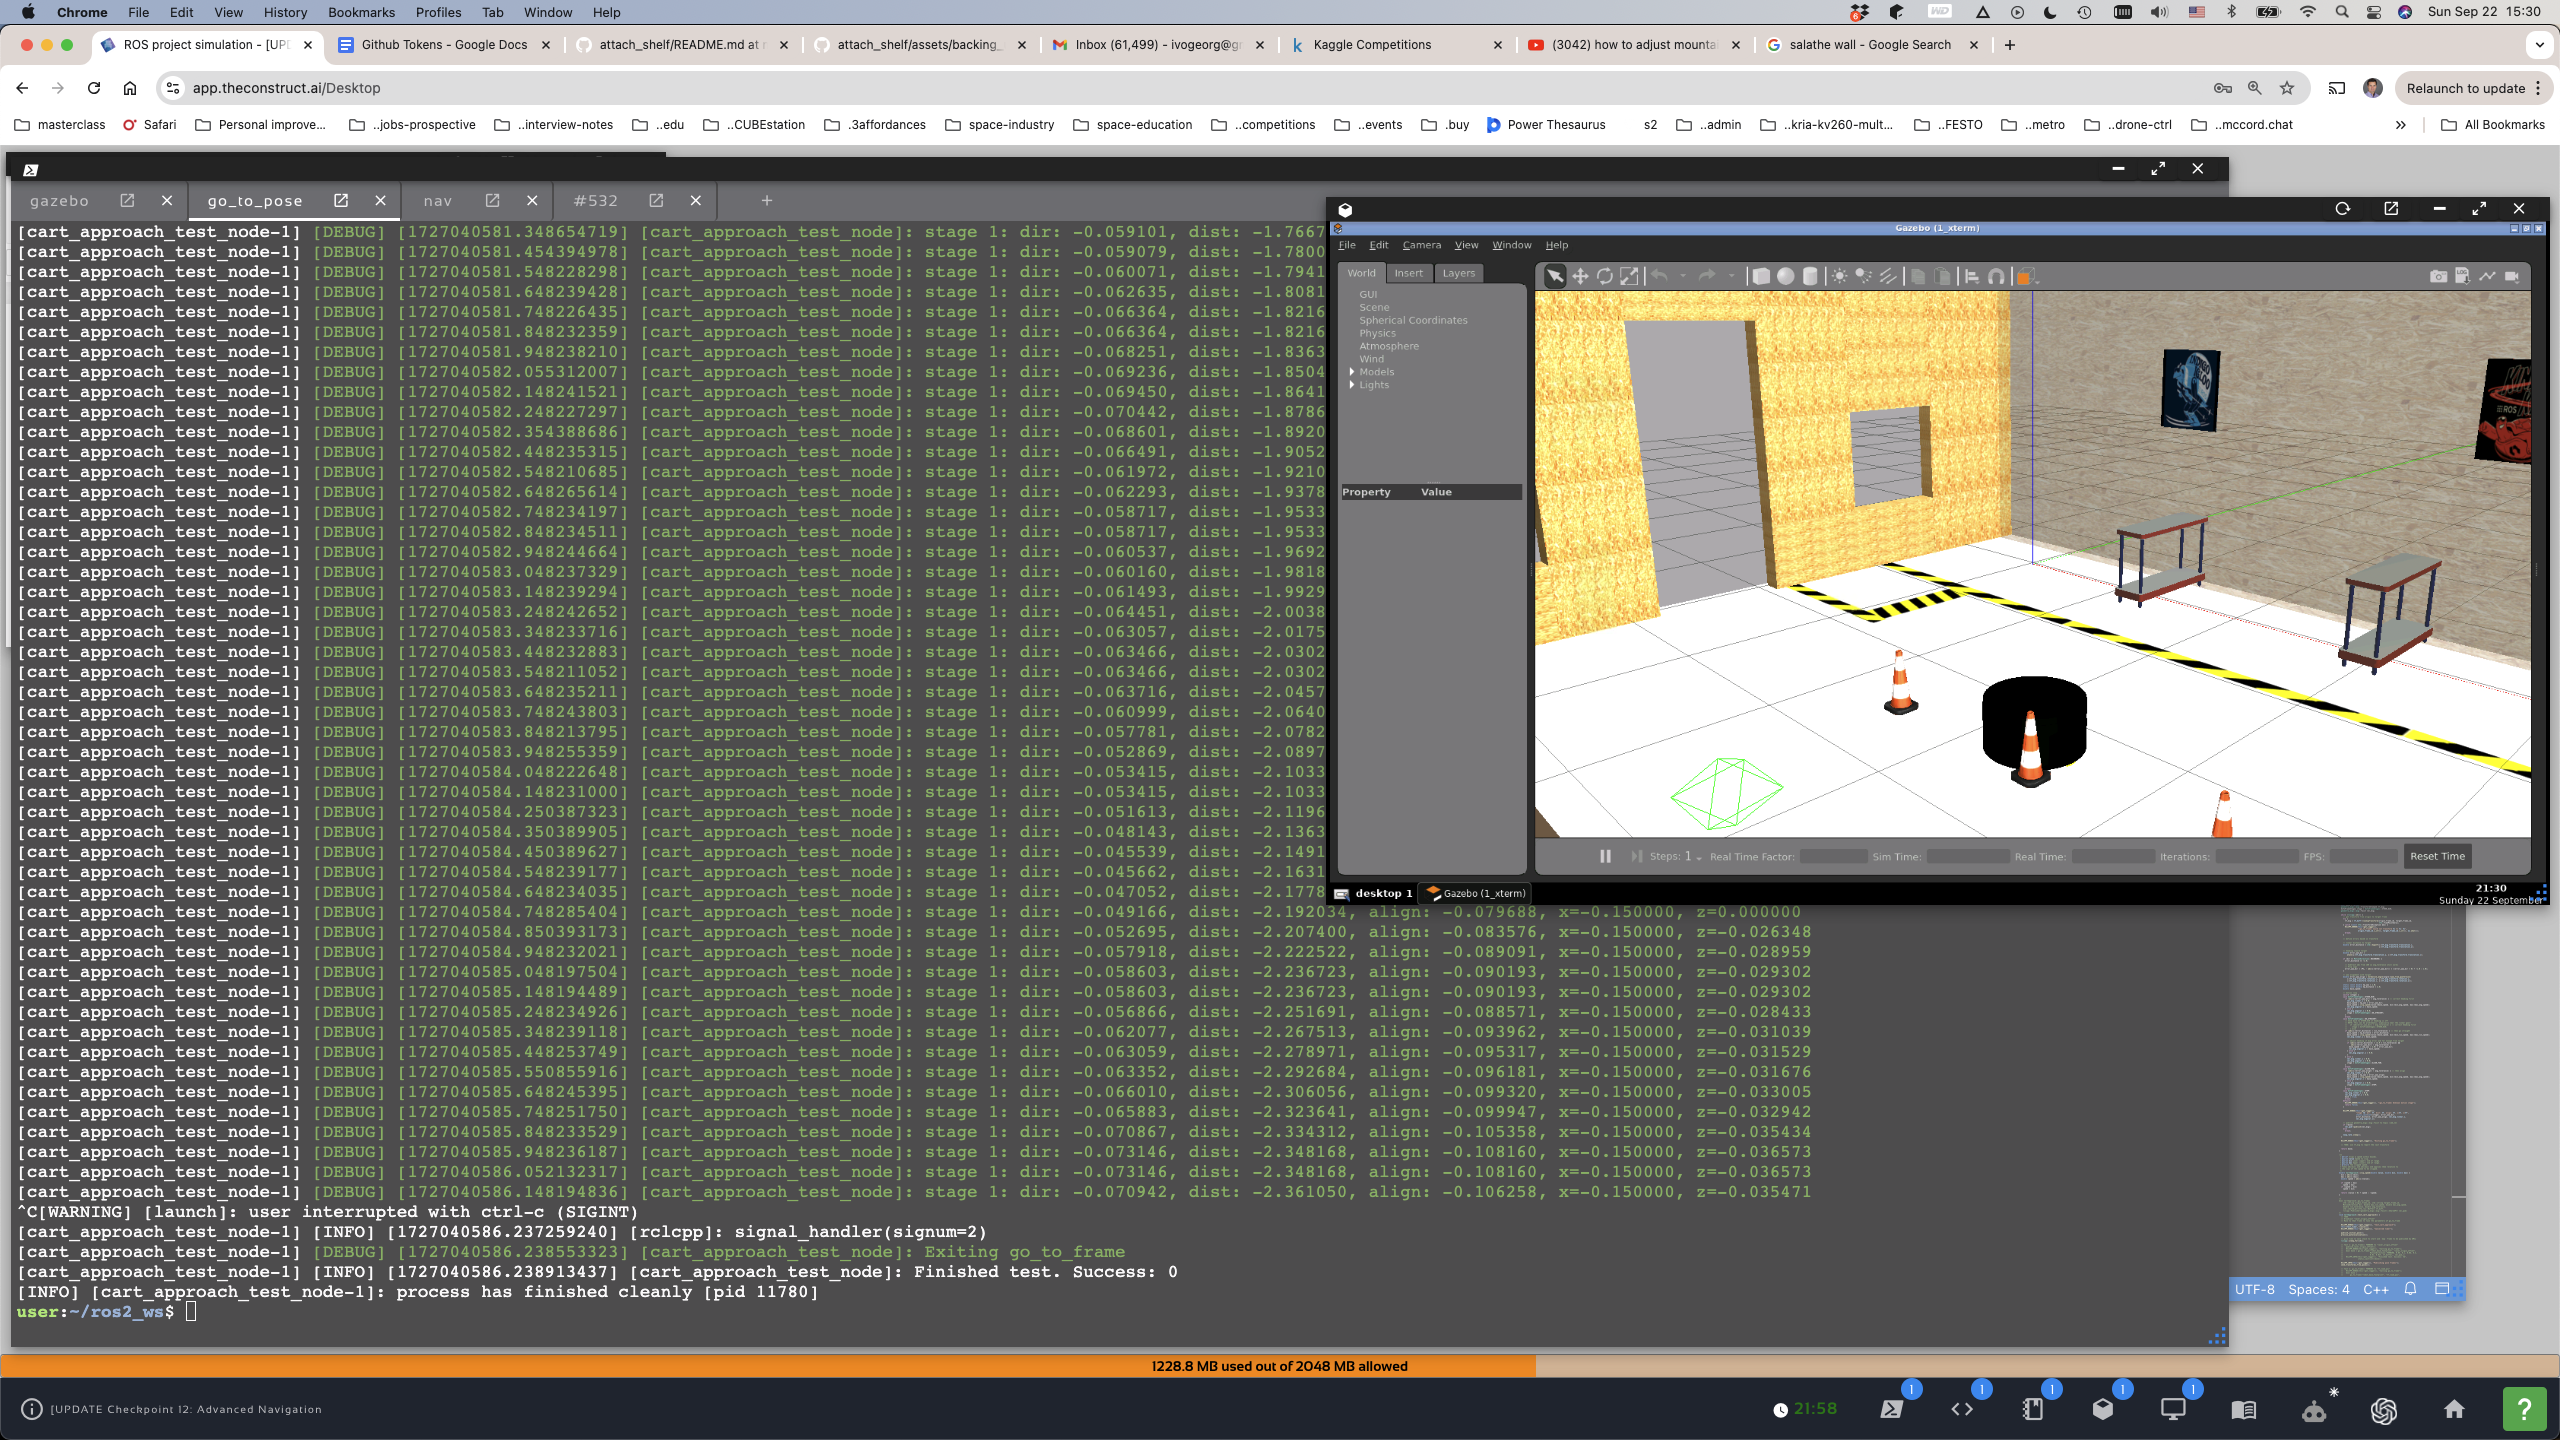 Chrome File Edit View History Bookmarks Profiles Tab Window Help
Sun Sep 22 15:30
ROS project simulation - [UPD
Github Tokens - Google Docs
attach_shelf/README.md at
attach_shelf/assets/backing_
Inbox (61,499) - ivogeorg@g
Kaggle Competitions
(3042) how to adjust mounta
salathe wall - Google Search
app.theconstruct.ai/Desktop
Relaunch to update
masterclass Safari Personal improve... ..jobs-prospective ..interview-notes ..edu ..CUBEstation .3affordances space-industry space-education ..competitions ..events .buy Power Thesaurus s2 ..admin ..kria-kv260-mult... ..FESTO ..metro ..drone-ctrl ..mccord.chat » All Bookmarks
gazebo go_to_pose nav #532 +
[cart_approach_test_node-1] [DEBUG] [1727040581.348654719] [cart_approach_test_node]: stage 1: dir: -0.059101, dist: -1.7667
[cart_approach_test_node-1] [DEBUG] [1727040581.454394978] [cart_approach_test_node]: stage 1: dir: -0.059079, dist: -1.7800
[cart_approach_test_node-1] [DEBUG] [1727040581.548228298] [cart_approach_test_node]: stage 1: dir: -0.060071, dist: -1.7941
[cart_approach_test_node-1] [DEBUG] [1727040581.648239428] [cart_approach_test_node]: stage 1: dir: -0.062635, dist: -1.8081
[cart_approach_test_node-1] [DEBUG] [1727040581.748226435] [cart_approach_test_node]: stage 1: dir: -0.066364, dist: -1.8216
[cart_approach_test_node-1] [DEBUG] [1727040581.848232359] [cart_approach_test_node]: stage 1: dir: -0.066364, dist: -1.8216
[cart_approach_test_node-1] [DEBUG] [1727040581.948238210] [cart_approach_test_node]: stage 1: dir: -0.068251, dist: -1.8363
[cart_approach_test_node-1] [DEBUG] [1727040582.055312007] [cart_approach_test_node]: stage 1: dir: -0.069236, dist: -1.8504
[cart_approach_test_node-1] [DEBUG] [1727040582.148241521] [cart_approach_test_node]: stage 1: dir: -0.069450, dist: -1.8641
[cart_approach_test_node-1] [DEBUG] [1727040582.248227297] [cart_approach_test_node]: stage 1: dir: -0.070442, dist: -1.8786
[cart_approach_test_node-1] [DEBUG] [1727040582.354388686] [cart_approach_test_node]: stage 1: dir: -0.068601, dist: -1.8920
[cart_approach_test_node-1] [DEBUG] [1727040582.448235315] [cart_approach_test_node]: stage 1: dir: -0.066491, dist: -1.9052
[cart_approach_test_node-1] [DEBUG] [1727040582.548210685] [cart_approach_test_node]: stage 1: dir: -0.061972, dist: -1.9210
[cart_approach_test_node-1] [DEBUG] [1727040582.648265614] [cart_approach_test_node]: stage 1: dir: -0.062293, dist: -1.9378
[cart_approach_test_node-1] [DEBUG] [1727040582.748234197] [cart_approach_test_node]: stage 1: dir: -0.058717, dist: -1.9533
[cart_approach_test_node-1] [DEBUG] [1727040582.848234511] [cart_approach_test_node]: stage 1: dir: -0.058717, dist: -1.9533
[cart_approach_test_node-1] [DEBUG] [1727040582.948244664] [cart_approach_test_node]: stage 1: dir: -0.060537, dist: -1.9692
[cart_approach_test_node-1] [DEBUG] [1727040583.048237329] [cart_approach_test_node]: stage 1: dir: -0.060160, dist: -1.9818
[cart_approach_test_node-1] [DEBUG] [1727040583.148239294] [cart_approach_test_node]: stage 1: dir: -0.061493, dist: -1.9929
[cart_approach_test_node-1] [DEBUG] [1727040583.248242652] [cart_approach_test_node]: stage 1: dir: -0.064451, dist: -2.0038
[cart_approach_test_node-1] [DEBUG] [1727040583.348233716] [cart_approach_test_node]: stage 1: dir: -0.063057, dist: -2.0175
[cart_approach_test_node-1] [DEBUG] [1727040583.448232883] [cart_approach_test_node]: stage 1: dir: -0.063466, dist: -2.0302
[cart_approach_test_node-1] [DEBUG] [1727040583.548211052] [cart_approach_test_node]: stage 1: dir: -0.063466, dist: -2.0302
[cart_approach_test_node-1] [DEBUG] [1727040583.648235211] [cart_approach_test_node]: stage 1: dir: -0.063716, dist: -2.0457
[cart_approach_test_node-1] [DEBUG] [1727040583.748243803] [cart_approach_test_node]: stage 1: dir: -0.060999, dist: -2.0640
[cart_approach_test_node-1] [DEBUG] [1727040583.848213795] [cart_approach_test_node]: stage 1: dir: -0.057781, dist: -2.0782
[cart_approach_test_node-1] [DEBUG] [1727040583.948255359] [cart_approach_test_node]: stage 1: dir: -0.052869, dist: -2.0897
[cart_approach_test_node-1] [DEBUG] [1727040584.048222648] [cart_approach_test_node]: stage 1: dir: -0.053415, dist: -2.1033
[cart_approach_test_node-1] [DEBUG] [1727040584.148231000] [cart_approach_test_node]: stage 1: dir: -0.053415, dist: -2.1033
[cart_approach_test_node-1] [DEBUG] [1727040584.250387323] [cart_approach_test_node]: stage 1: dir: -0.051613, dist: -2.1196
[cart_approach_test_node-1] [DEBUG] [1727040584.350389905] [cart_approach_test_node]: stage 1: dir: -0.048143, dist: -2.1363
[cart_approach_test_node-1] [DEBUG] [1727040584.450389627] [cart_approach_test_node]: stage 1: dir: -0.045539, dist: -2.1491
[cart_approach_test_node-1] [DEBUG] [1727040584.548239177] [cart_approach_test_node]: stage 1: dir: -0.045662, dist: -2.1631
[cart_approach_test_node-1] [DEBUG] [1727040584.648234035] [cart_approach_test_node]: stage 1: dir: -0.047052, dist: -2.1778
[cart_approach_test_node-1] [DEBUG] [1727040584.748285404] [cart_approach_test_node]: stage 1: dir: -0.049166, dist: -2.192034, align: -0.079688, x=-0.150000, z=0.000000
[cart_approach_test_node-1] [DEBUG] [1727040584.850393173] [cart_approach_test_node]: stage 1: dir: -0.052695, dist: -2.207400, align: -0.083576, x=-0.150000, z=-0.026348
[cart_approach_test_node-1] [DEBUG] [1727040584.948232021] [cart_approach_test_node]: stage 1: dir: -0.057918, dist: -2.222522, align: -0.089091, x=-0.150000, z=-0.028959
[cart_approach_test_node-1] [DEBUG] [1727040585.048197504] [cart_approach_test_node]: stage 1: dir: -0.058603, dist: -2.236723, align: -0.090193, x=-0.150000, z=-0.029302
[cart_approach_test_node-1] [DEBUG] [1727040585.148194489] [cart_approach_test_node]: stage 1: dir: -0.058603, dist: -2.236723, align: -0.090193, x=-0.150000, z=-0.029302
[cart_approach_test_node-1] [DEBUG] [1727040585.248234926] [cart_approach_test_node]: stage 1: dir: -0.056866, dist: -2.251691, align: -0.088571, x=-0.150000, z=-0.028433
[cart_approach_test_node-1] [DEBUG] [1727040585.348239118] [cart_approach_test_node]: stage 1: dir: -0.062077, dist: -2.267513, align: -0.093962, x=-0.150000, z=-0.031039
[cart_approach_test_node-1] [DEBUG] [1727040585.448253749] [cart_approach_test_node]: stage 1: dir: -0.063059, dist: -2.278971, align: -0.095317, x=-0.150000, z=-0.031529
[cart_approach_test_node-1] [DEBUG] [1727040585.550855916] [cart_approach_test_node]: stage 1: dir: -0.063352, dist: -2.292684, align: -0.096181, x=-0.150000, z=-0.031676
[cart_approach_test_node-1] [DEBUG] [1727040585.648245395] [cart_approach_test_node]: stage 1: dir: -0.066010, dist: -2.306056, align: -0.099320, x=-0.150000, z=-0.033005
[cart_approach_test_node-1] [DEBUG] [1727040585.748251750] [cart_approach_test_node]: stage 1: dir: -0.065883, dist: -2.323641, align: -0.099947, x=-0.150000, z=-0.032942
[cart_approach_test_node-1] [DEBUG] [1727040585.848233529] [cart_approach_test_node]: stage 1: dir: -0.070867, dist: -2.334312, align: -0.105358, x=-0.150000, z=-0.035434
[cart_approach_test_node-1] [DEBUG] [1727040585.948236187] [cart_approach_test_node]: stage 1: dir: -0.073146, dist: -2.348168, align: -0.108160, x=-0.150000, z=-0.036573
[cart_approach_test_node-1] [DEBUG] [1727040586.052132317] [cart_approach_test_node]: stage 1: dir: -0.073146, dist: -2.348168, align: -0.108160, x=-0.150000, z=-0.036573
[cart_approach_test_node-1] [DEBUG] [1727040586.148194836] [cart_approach_test_node]: stage 1: dir: -0.070942, dist: -2.361050, align: -0.106258, x=-0.150000, z=-0.035471
^C[WARNING] [launch]: user interrupted with ctrl-c (SIGINT)
[cart_approach_test_node-1] [INFO] [1727040586.237259240] [rclcpp]: signal_handler(signum=2)
[cart_approach_test_node-1] [DEBUG] [1727040586.238553323] [cart_approach_test_node]: Exiting go_to_frame
[cart_approach_test_node-1] [INFO] [1727040586.238913437] [cart_approach_test_node]: Finished test. Success: 0
[INFO] [cart_approach_test_node-1]: process has finished cleanly [pid 11780]
user:~/ros2_ws$
Gazebo (1_xterm)
File Edit Camera View Window Help
World Insert Layers
GUI
Scene
Spherical Coordinates
Physics
Atmosphere
Wind
Models
Lights
Property Value
Steps: 1 Real Time Factor: Sim Time: Real Time: Iterations: FPS: Reset Time
desktop 1 Gazebo (1_xterm)
21:30
Sunday 22 September
UTF-8 Spaces: 4 C++
1228.8 MB used out of 2048 MB allowed
[UPDATE Checkpoint 12: Advanced Navigation
21:58
1 1 1 1 1
?